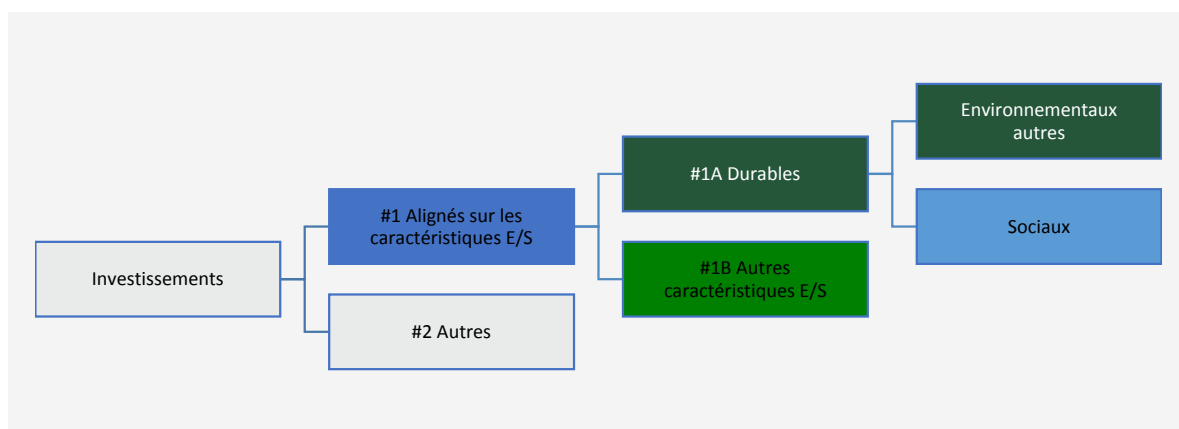 Investissements
#1 Alignés sur les
caractéristiques E/S
#2 Autres
#1A Durables
#1B Autres
caractéristiques E/S
Environnementaux
autres
Sociaux